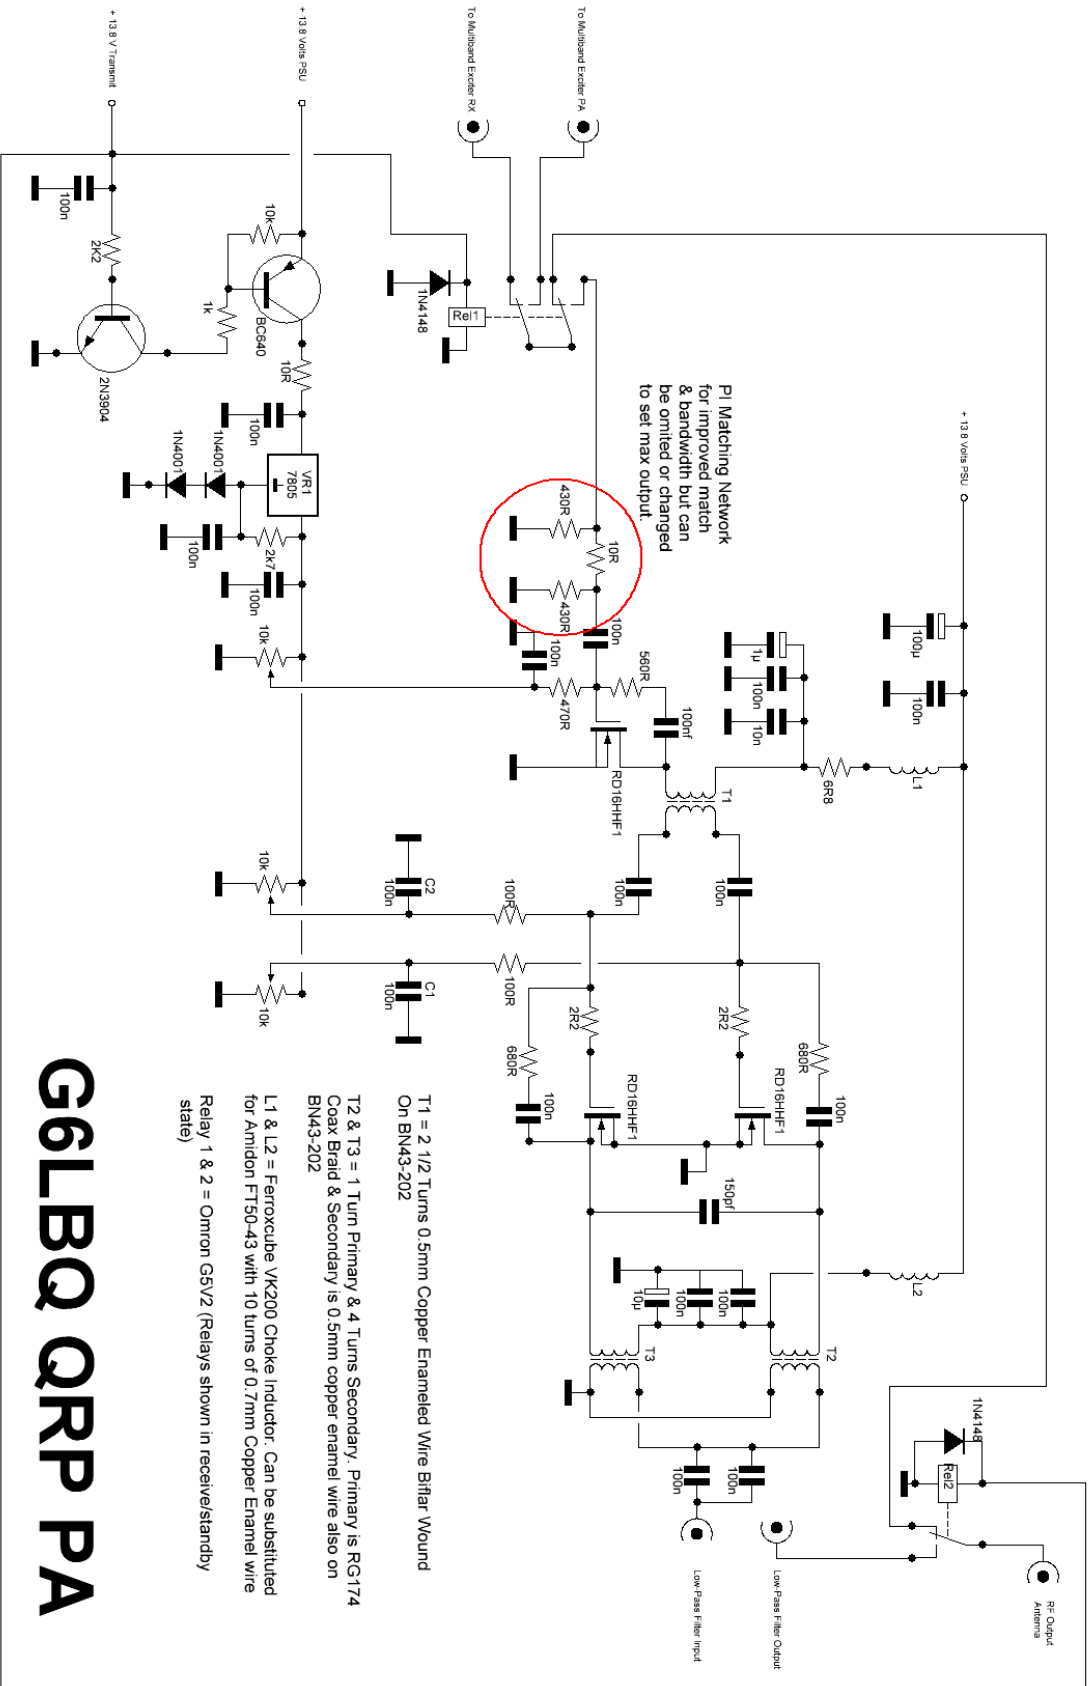 + 13.8 V Transmit
+ 13.8 Volts PSU
To Multiband Exciter RX
To Multiband Exciter PA
100n
2K2
2N3904
10k
1k
BC640
10R
100n
1N4001
1N4001
VR1
7805
100n
2k7
100n
1N4148
Rel1
PI Matching Network
for improved match
& bandwidth but can
be omited or changed
to set max output.
430R
10R
430R
100n
100n
10k
470R
560R
100nf
RD16HHF1
+ 13.8 Volts PSU
100µ
100n
1µ
100n
10n
6R8
L1
T1
100n
100n
10k
C2
100n
100R
10k
C1
100n
100R
2R2
2R2
680R
680R
100n
100n
RD16HHF1
RD16HHF1
150pf
L2
10µ
100n
100n
T3
T2
100n
100n
1N4148
Rel2
Low-Pass Filter Input
Low-Pass Filter Output
RF Output
Antenna
T1 = 2 1/2 Turns 0.5mm Copper Enameled Wire Biflar Wound
On BN43-202
T2 & T3 = 1 Turn Primary & 4 Turns Secondary. Primary is RG174
Coax Braid & Secondary is 0.5mm copper enamel wire also on
BN43-202
L1 & L2 = Ferroxcube VK200 Choke Inductor. Can be substituted
for Amidon FT50-43 with 10 turns of 0.7mm Copper Enamel wire
Relay 1 & 2 = Omron G5V2 (Relays shown in receive/standby
state)
G6LBQ QRP PA